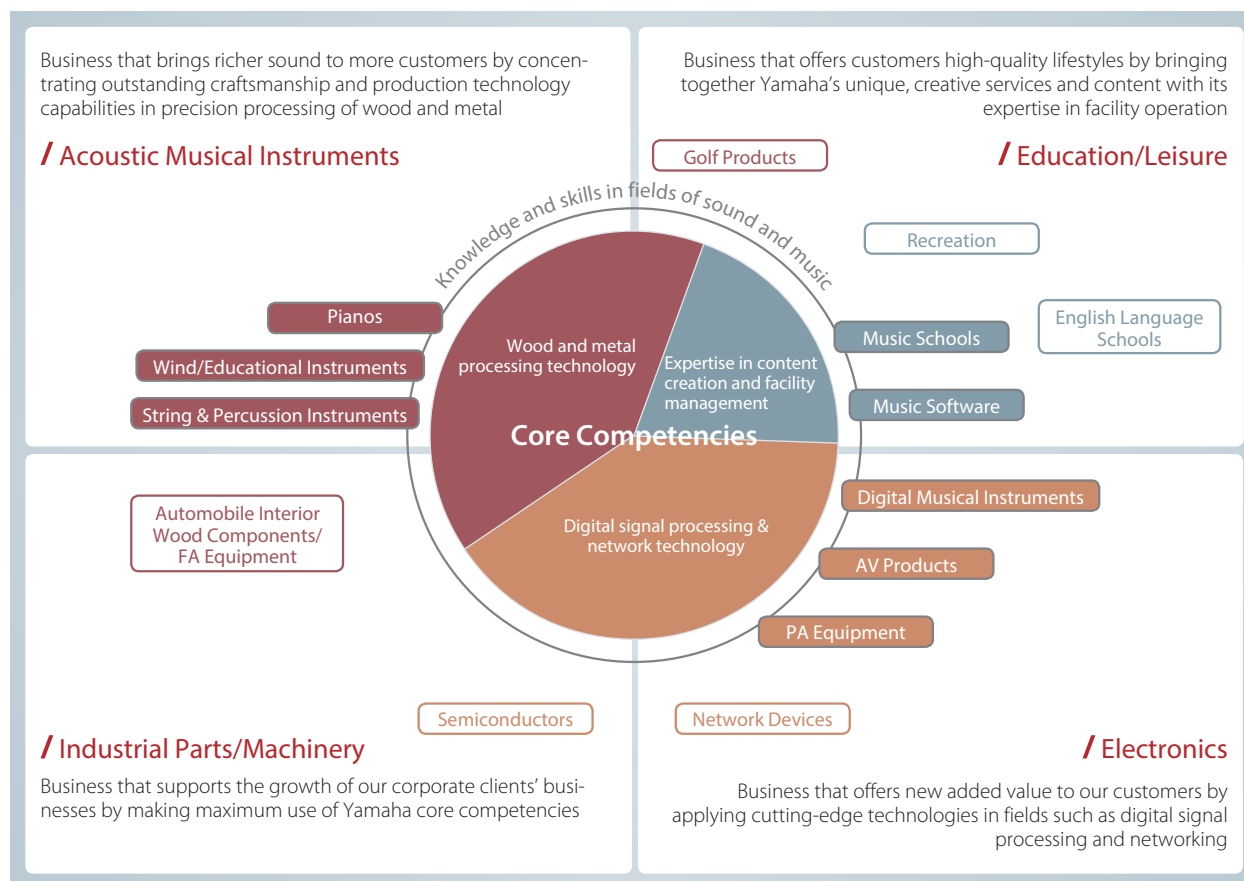 Business that brings richer sound to more customers by concen-
trating outstanding craftsmanship and production technology
capabilities in precision processing of wood and metal
/ Acoustic Musical Instruments
Business that offers customers high-quality lifestyles by bringing
together Yamaha’s unique, creative services and content with its
expertise in facility operation
/ Education/Leisure
Golf Products
Recreation
English Language
Schools
Knowledge and skills in fields of sound and music
Pianos
Wind/Educational Instruments
String & Percussion Instruments
Wood and metal
processing technology
Expertise in content
creation and facility
management
Music Schools
Music Software
Core Competencies
Digital signal processing &
network technology
Digital Musical Instruments
AV Products
PA Equipment
Automobile Interior
Wood Components/
FA Equipment
Semiconductors
Network Devices
/ Industrial Parts/Machinery
Business that supports the growth of our corporate clients’ busi-
nesses by making maximum use of Yamaha core competencies
/ Electronics
Business that offers new added value to our customers by
applying cutting-edge technologies in fields such as digital signal
processing and networking